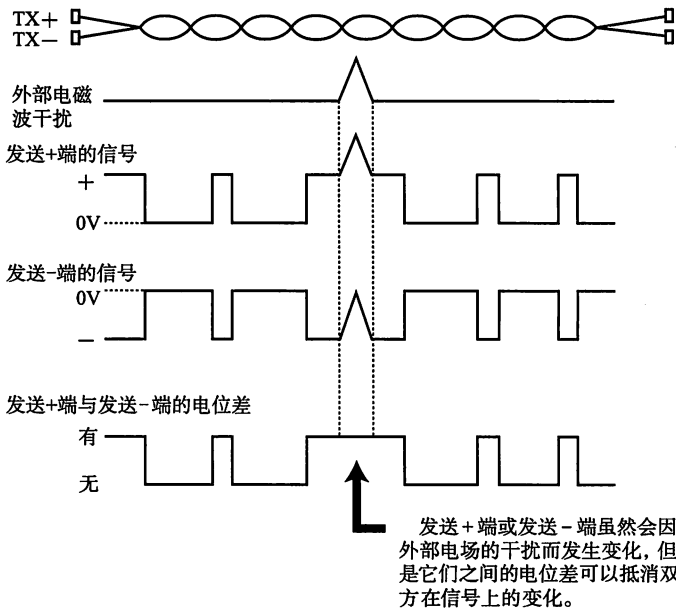 TX+
TX−
外部电磁
波干扰
发送+端的信号
+
0V
发送-端的信号
0V
−
发送+端与发送-端的电位差
有
无
发送+端或发送-端虽然会因
外部电场的干扰而发生变化，但
是它们之间的电位差可以抵消双
方在信号上的变化。